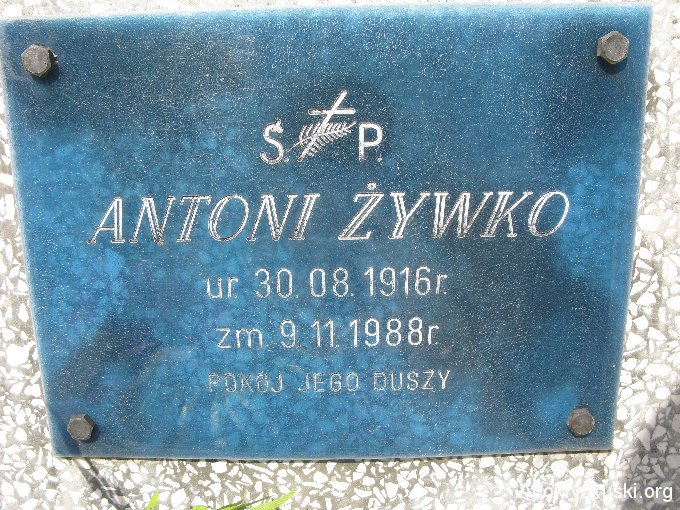 Ś. P.
ANTONI ŻYWKO
ur. 30.08.1916r.
zm. 9.11.1988r.
POKÓJ JEGO DUSZY